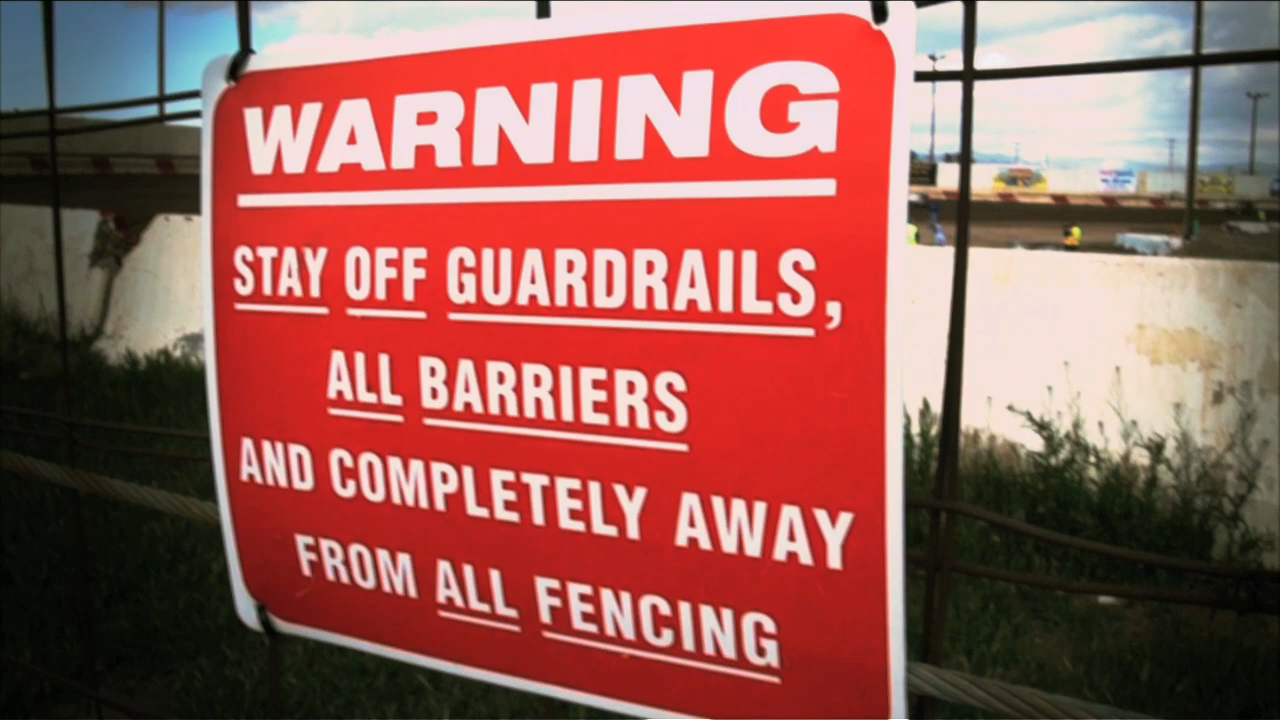 WARNING
STAY OFF GUARDRAILS,
ALL BARRIERS
AND COMPLETELY AWAY
FROM ALL FENCING